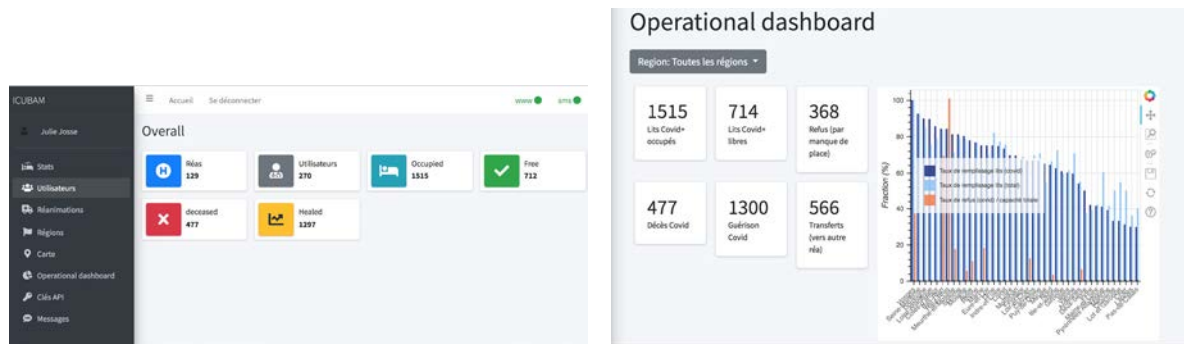 ICUBAM
Accueil Se déconnecter www sms
Julie Josse
Overall
Stats
Utilisateurs
Réanimations
Régions
Carte
Operational dashboard
Clés API
Messages
Réas
129
Utilisateurs
270
Occupied
1515
Free
712
deceased
477
Healed
1297
Operational dashboard
Region: Toutes les régions
1515
Lits Covid+
occupés
714
Lits Covid+
libres
368
Refus (par
manque de
place)
477
Décès Covid
1300
Guérison
Covid
566
Transferts
(vers autre
réa)
Fraction (%)
100
80
60
40
20
0
Taux de remplissage lits (covid)
Taux de remplissage lits (total)
Taux de refus (covid) / capacité totale
Pas-de-Calais